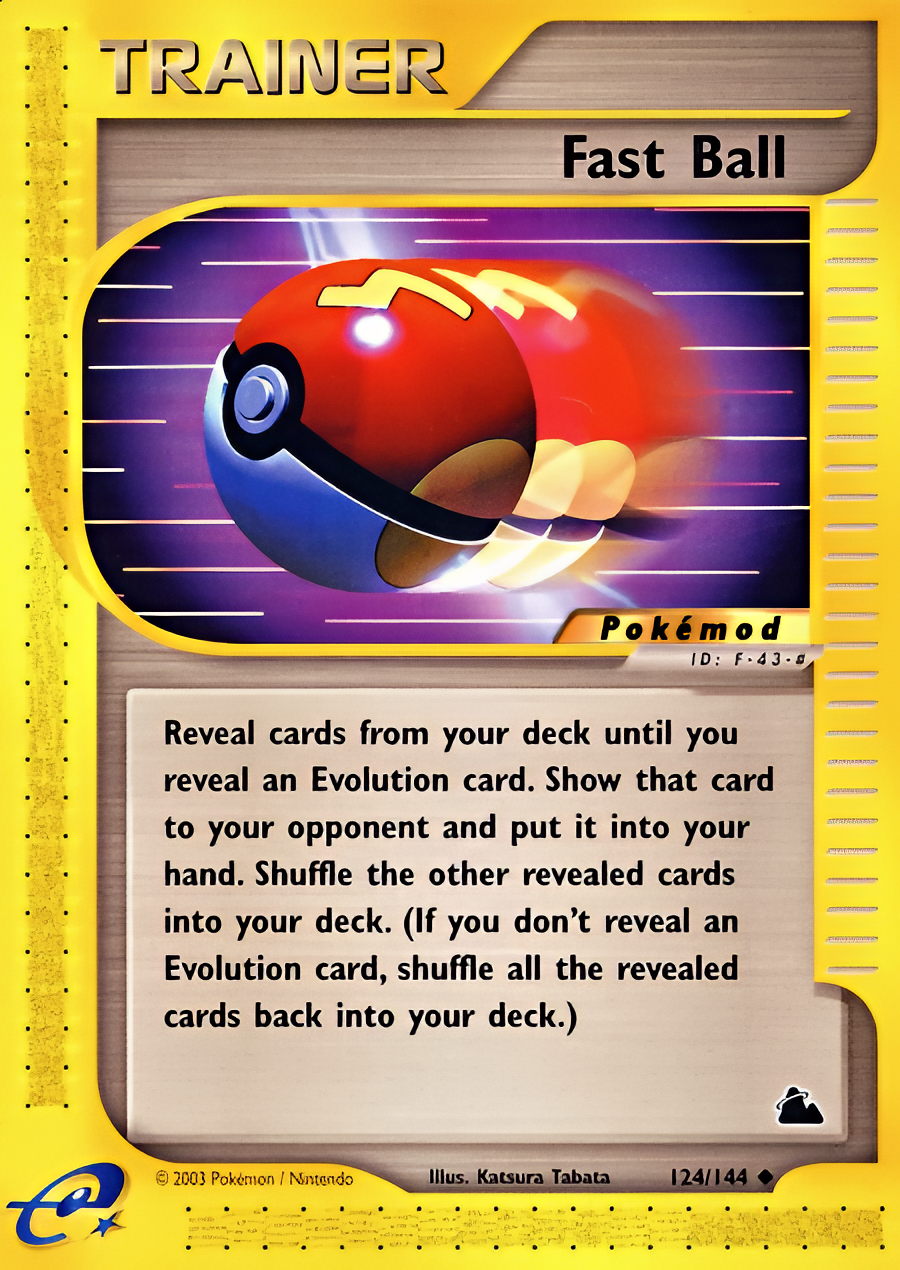 TRAINER
Fast Ball
Pokémod
ID: F-43-#
Reveal cards from your deck until you
reveal an Evolution card. Show that card
to your opponent and put it into your
hand. Shuffle the other revealed cards
into your deck. (If you don't reveal an
Evolution card, shuffle all the revealed
cards back into your deck.)
© 2003 Pokémon / Nintendo
Illus. Katsura Tabata
124/144 ◆
e